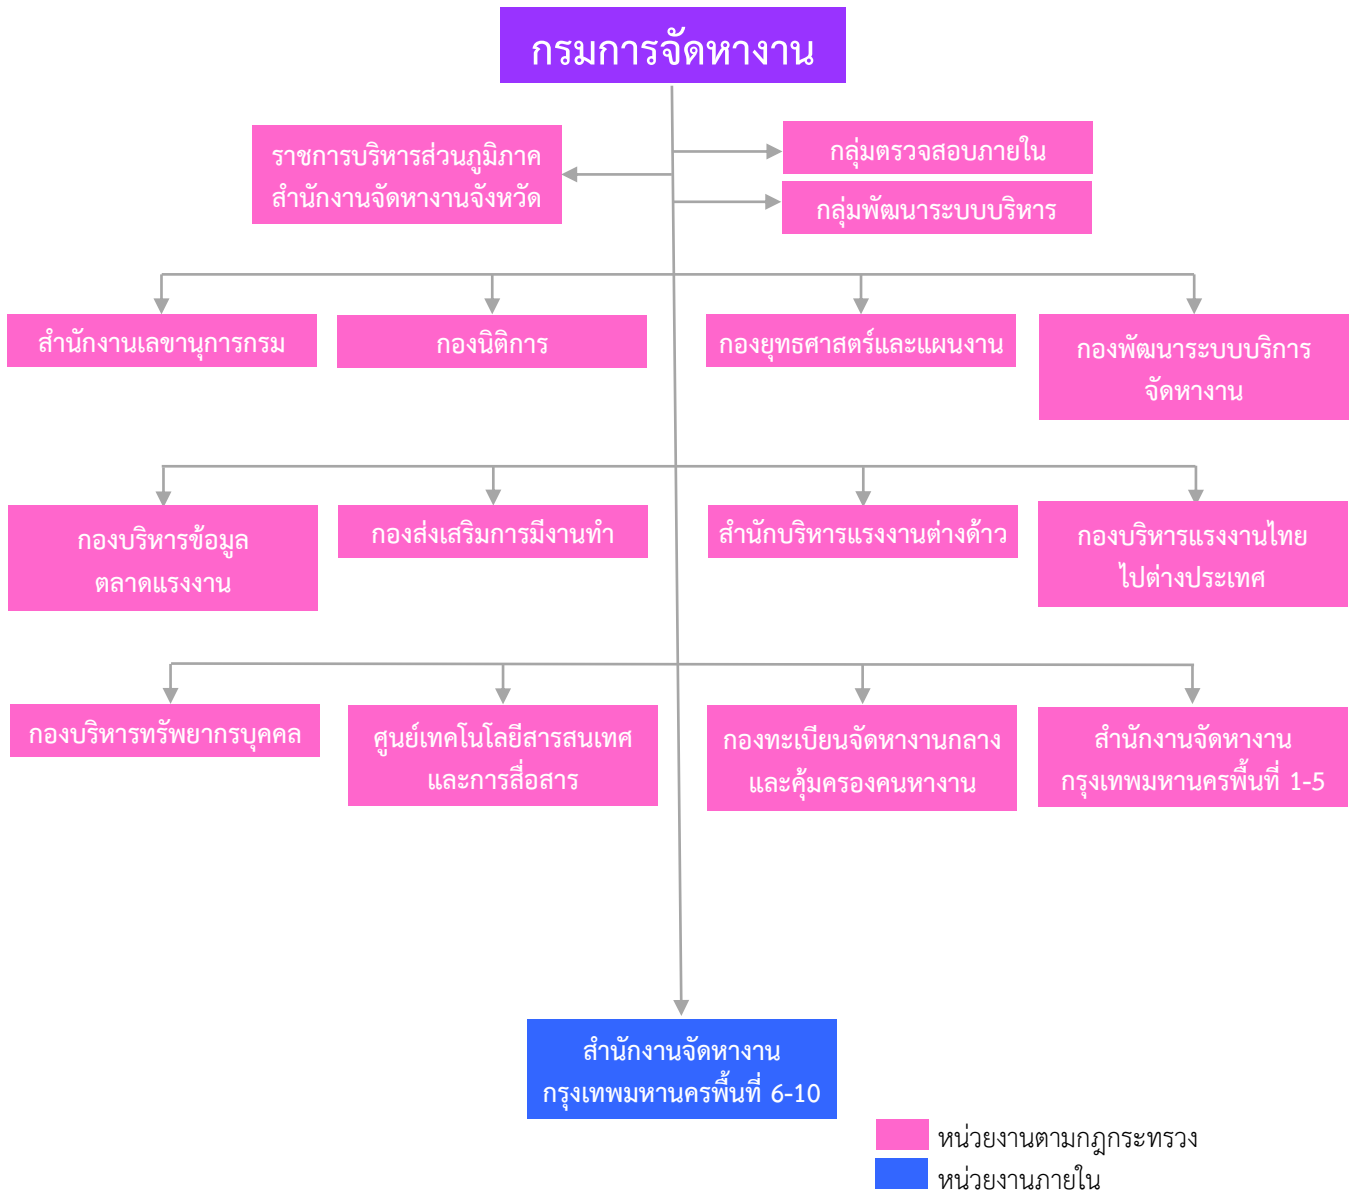 กรมการจัดหางาน
ราชการบริหารส่วนภูมิภาค
สำนักงานจัดหางานจังหวัด
กลุ่มตรวจสอบภายใน
กลุ่มพัฒนาระบบบริหาร
สำนักงานเลขานุการกรม
กองนิติการ
กองยุทธศาสตร์และแผนงาน
กองพัฒนาระบบบริการ
จัดหางาน
กองบริหารข้อมูล
ตลาดแรงงาน
กองส่งเสริมการมีงานทำ
สำนักบริหารแรงงานต่างด้าว
กองบริหารแรงงานไทย
ไปต่างประเทศ
กองบริหารทรัพยากรบุคคล
ศูนย์เทคโนโลยีสารสนเทศ
และการสื่อสาร
กองทะเบียนจัดหางานกลาง
และคุ้มครองคนหางาน
สำนักงานจัดหางาน
กรุงเทพมหานครพื้นที่ 1-5
สำนักงานจัดหางาน
กรุงเทพมหานครพื้นที่ 6-10
หน่วยงานตามกฎกระทรวง
หน่วยงานภายใน